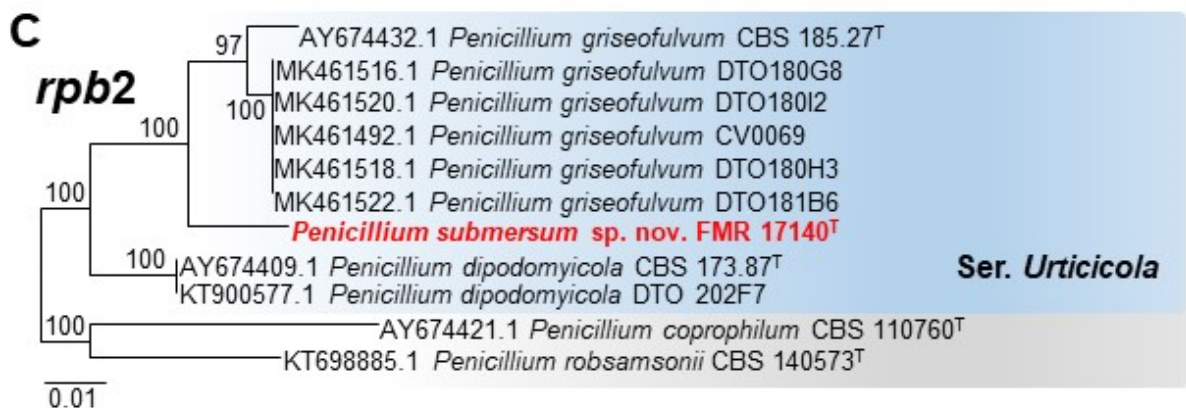 C
rpb2
97
AY674432.1 Penicillium griseofulvum CBS 185.27ᵀ
MK461516.1 Penicillium griseofulvum DTO180G8
100
MK461520.1 Penicillium griseofulvum DTO180I2
100
MK461492.1 Penicillium griseofulvum CV0069
MK461518.1 Penicillium griseofulvum DTO180H3
100
MK461522.1 Penicillium griseofulvum DTO181B6
Penicillium submersum sp. nov. FMR 17140ᵀ
100
AY674409.1 Penicillium dipodomyicola CBS 173.87ᵀ
Ser. Urticicola
KT900577.1 Penicillium dipodomyicola DTO 202F7
100
AY674421.1 Penicillium coprophilum CBS 110760ᵀ
KT698885.1 Penicillium robsamsonii CBS 140573ᵀ
0.01